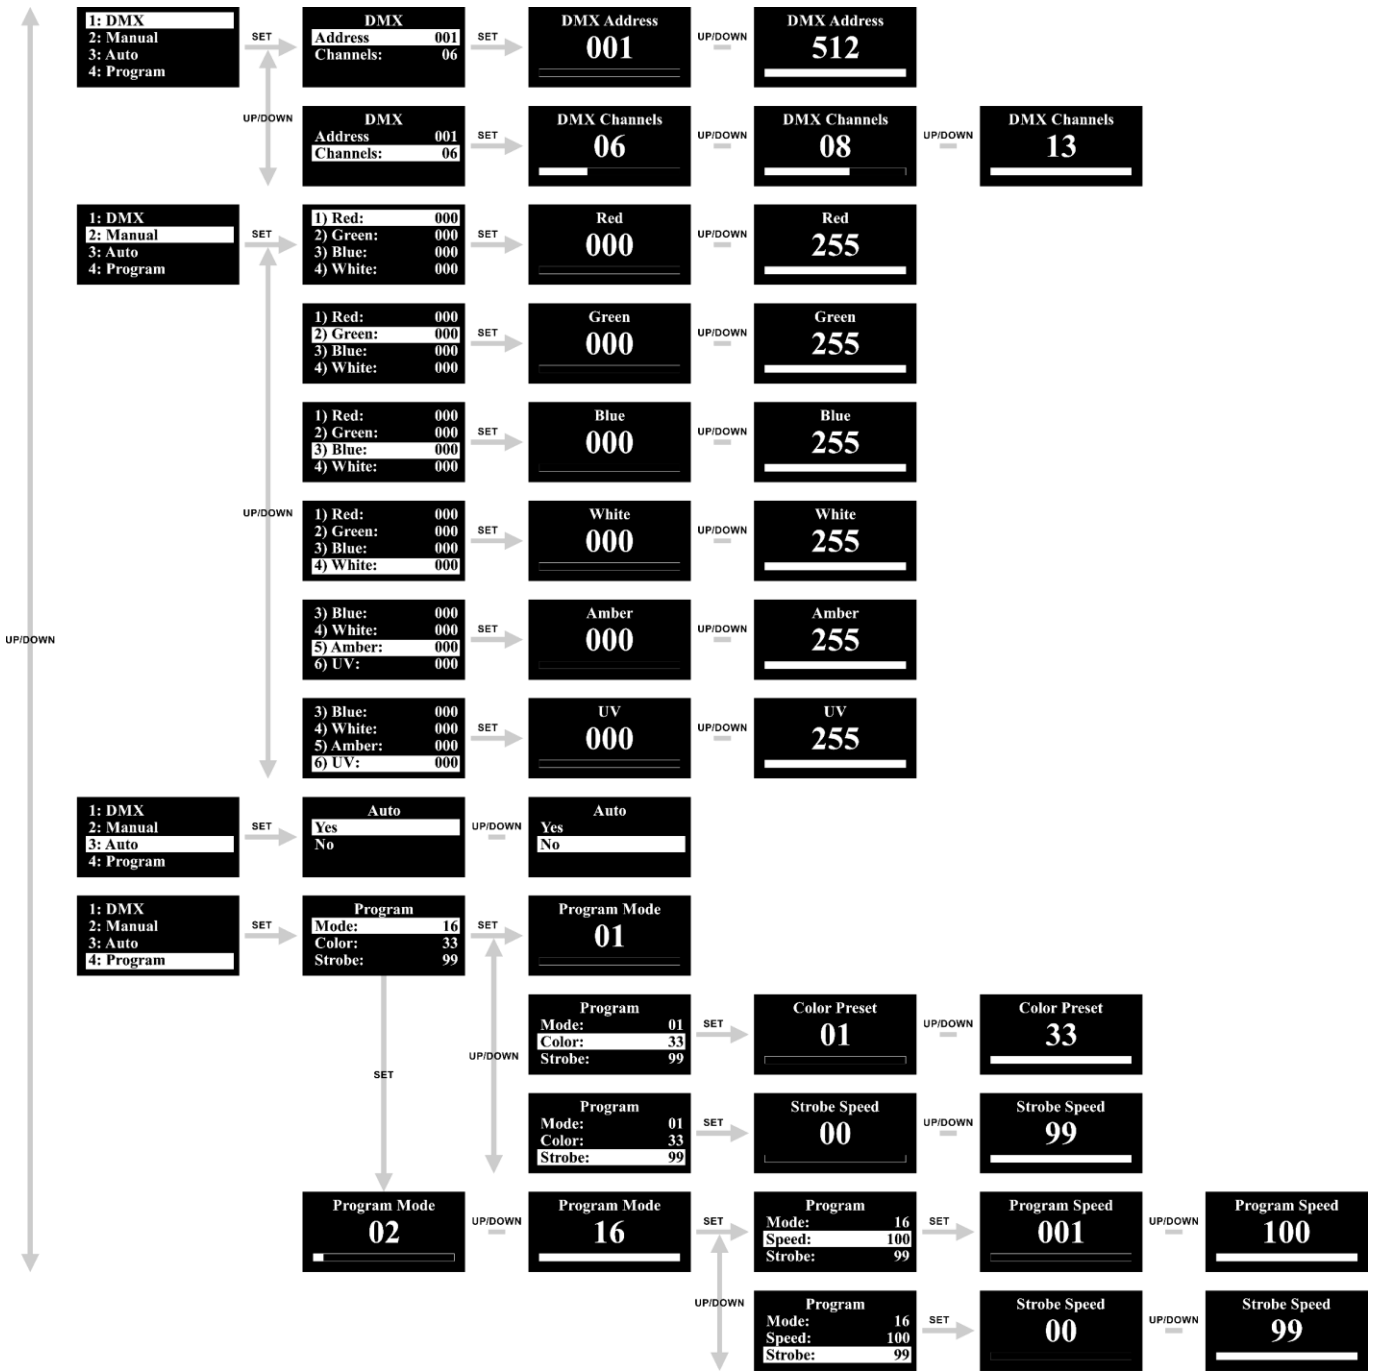 1: DMX
2: Manual
3: Auto
4: Program
SET
DMX
Address 001
Channels: 06
SET
DMX Address
001
UP/DOWN
DMX Address
512
UP/DOWN
DMX
Address 001
Channels: 06
SET
DMX Channels
06
UP/DOWN
DMX Channels
08
UP/DOWN
DMX Channels
13
1: DMX
2: Manual
3: Auto
4: Program
SET
1) Red: 000
2) Green: 000
3) Blue: 000
4) White: 000
SET
Red
000
UP/DOWN
Red
255
1) Red: 000
2) Green: 000
3) Blue: 000
4) White: 000
SET
Green
000
UP/DOWN
Green
255
1) Red: 000
2) Green: 000
3) Blue: 000
4) White: 000
SET
Blue
000
UP/DOWN
Blue
255
UP/DOWN
1) Red: 000
2) Green: 000
3) Blue: 000
4) White: 000
SET
White
000
UP/DOWN
White
255
UP/DOWN
3) Blue: 000
4) White: 000
5) Amber: 000
6) UV: 000
SET
Amber
000
UP/DOWN
Amber
255
3) Blue: 000
4) White: 000
5) Amber: 000
6) UV: 000
SET
UV
000
UP/DOWN
UV
255
1: DMX
2: Manual
3: Auto
4: Program
SET
Auto
Yes
No
UP/DOWN
Auto
Yes
No
1: DMX
2: Manual
3: Auto
4: Program
SET
Program
Mode: 16
Color: 33
Strobe: 99
SET
Program Mode
01
UP/DOWN
Program
Mode: 01
Color: 33
Strobe: 99
SET
Color Preset
01
UP/DOWN
Color Preset
33
SET
Program
Mode: 01
Color: 33
Strobe: 99
SET
Strobe Speed
00
UP/DOWN
Strobe Speed
99
Program Mode
02
UP/DOWN
Program Mode
16
SET
Program
Mode: 16
Speed: 100
Strobe: 99
SET
Program Speed
001
UP/DOWN
Program Speed
100
UP/DOWN
Program
Mode: 16
Speed: 100
Strobe: 99
SET
Strobe Speed
00
UP/DOWN
Strobe Speed
99